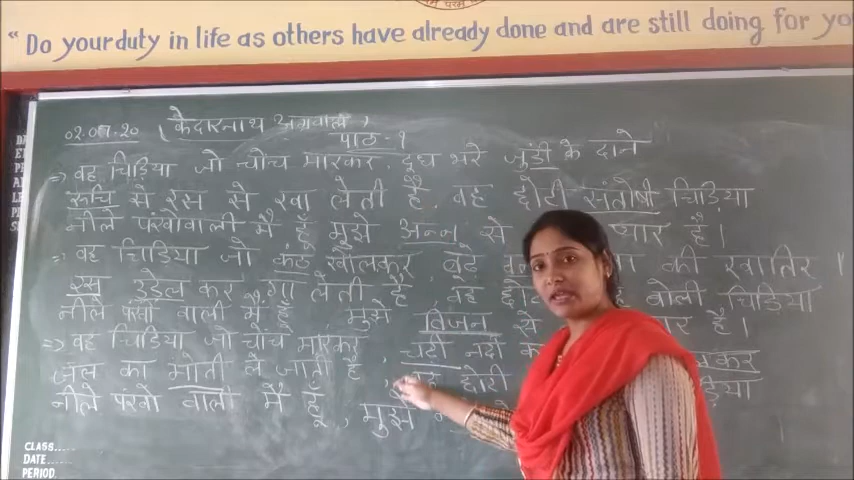 " Do your duty in life as others have already done and are still doing for yo
02.07.20 ( केदारनाथ अग्रवाल )
पाठ - 1
⇒ वह चिड़िया जो चोंच मारकर, दूध भरे जुंडी के दाने
रुचि से रस से खा लेती है, वह छोटी संतोषी चिड़िया
नीले पंखोवाली मैं हूँ मुझे अन्न से प्यार है।
⇒ वह चिड़िया जो कंठ खोलकर, बूढे की खातिर
रस उड़ेल कर गा लेती है, वह बोली चिड़िया
नीले पंखो वाली मैं हूँ मुझे विजन से है।
⇒ वह चिड़िया जो चोंच मारकर, चढ़ी नदी
जल का मोती ले जाती है, वह छोटी
नीले पंखो वाली मैं हूँ, मुझे
CLASS....
DATE....
PERIOD